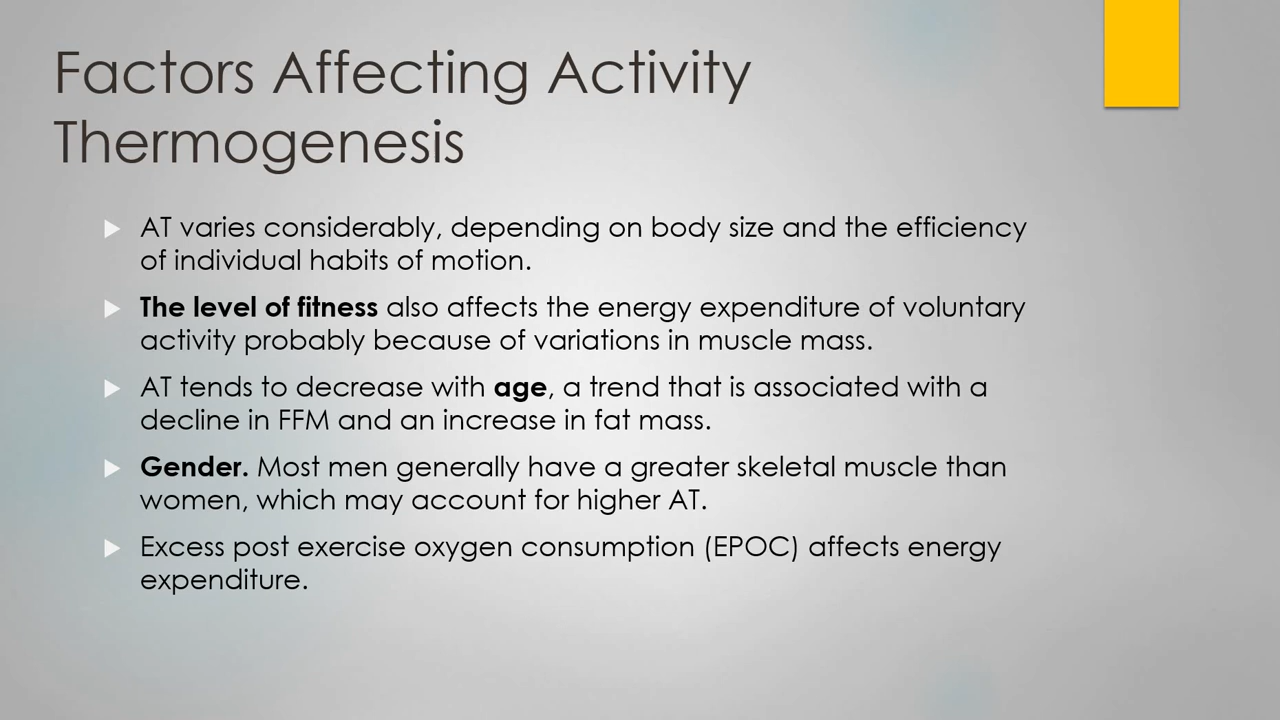 Factors Affecting Activity
Thermogenesis
AT varies considerably, depending on body size and the efficiency
of individual habits of motion.
The level of fitness also affects the energy expenditure of voluntary
activity probably because of variations in muscle mass.
AT tends to decrease with age, a trend that is associated with a
decline in FFM and an increase in fat mass.
Gender. Most men generally have a greater skeletal muscle than
women, which may account for higher AT.
Excess post exercise oxygen consumption (EPOC) affects energy
expenditure.